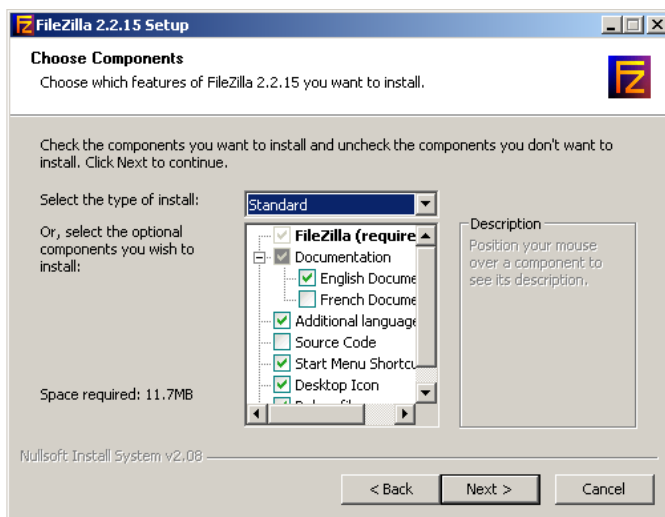 FileZilla 2.2.15 Setup
Choose Components
Choose which features of FileZilla 2.2.15 you want to install.
FZ
Check the components you want to install and uncheck the components you don't want to
install. Click Next to continue.
Select the type of install:
Standard
Or, select the optional
components you wish to
install:
FileZilla (require
Documentation
English Docume
French Docume
Additional language
Source Code
Start Menu Shortcu
Desktop Icon
Description
Position your mouse
over a component to
see its description.
Space required: 11.7MB
Nullsoft Install System v2.08
< Back
Next >
Cancel